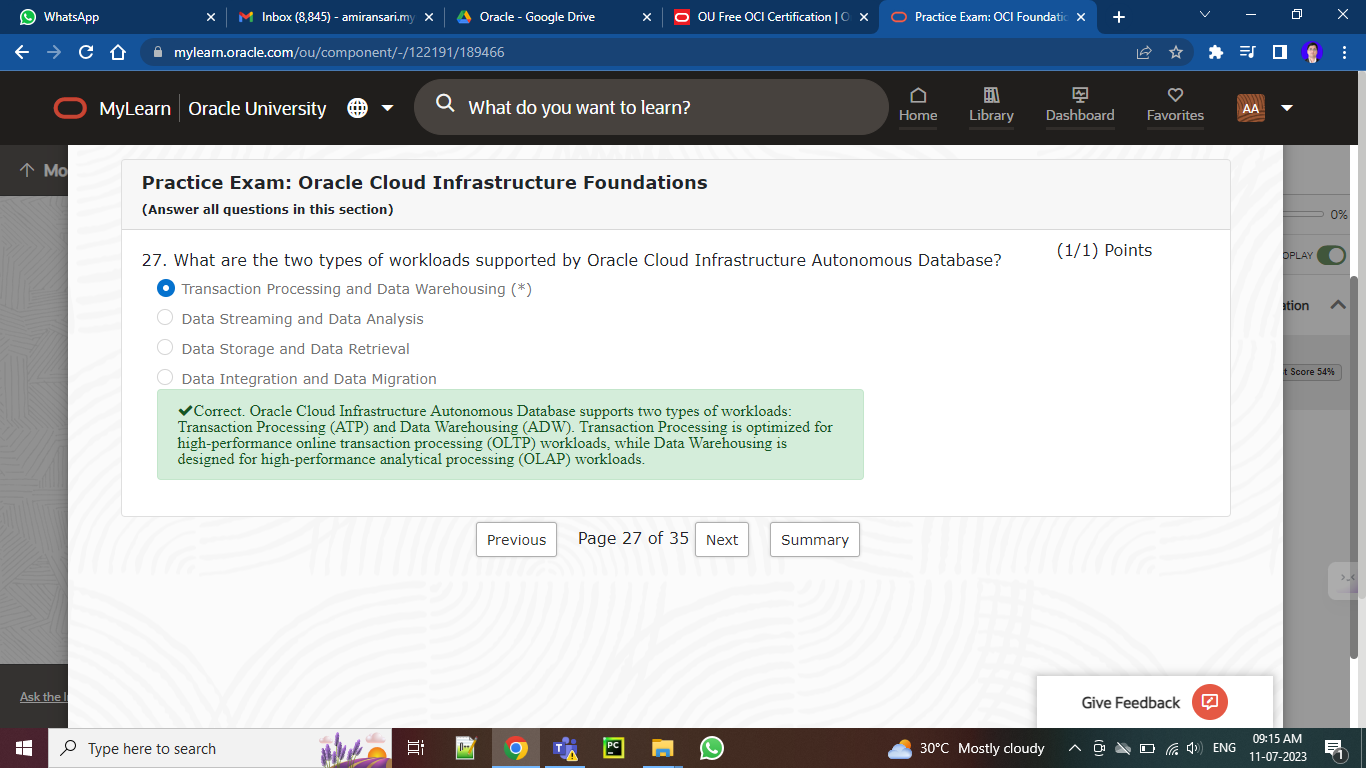 WhatsApp
Inbox (8,845) - amiransari.my
Oracle - Google Drive
OU Free OCI Certification | O
Practice Exam: OCI Foundatic
mylearn.oracle.com/ou/component/-/122191/189466
MyLearn
Oracle University
What do you want to learn?
Home
Library
Dashboard
Favorites
AA
Mo
Practice Exam: Oracle Cloud Infrastructure Foundations
(Answer all questions in this section)
0%
27. What are the two types of workloads supported by Oracle Cloud Infrastructure Autonomous Database?
(1/1) Points
OPLAY
Transaction Processing and Data Warehousing (*)
Data Streaming and Data Analysis
ation
Data Storage and Data Retrieval
Data Integration and Data Migration
t Score 54%
✔Correct. Oracle Cloud Infrastructure Autonomous Database supports two types of workloads:
Transaction Processing (ATP) and Data Warehousing (ADW). Transaction Processing is optimized for
high-performance online transaction processing (OLTP) workloads, while Data Warehousing is
designed for high-performance analytical processing (OLAP) workloads.
Previous
Page 27 of 35
Next
Summary
Ask the I
Give Feedback
Type here to search
PC
30°C Mostly cloudy
ENG
09:15 AM
11-07-2023
1